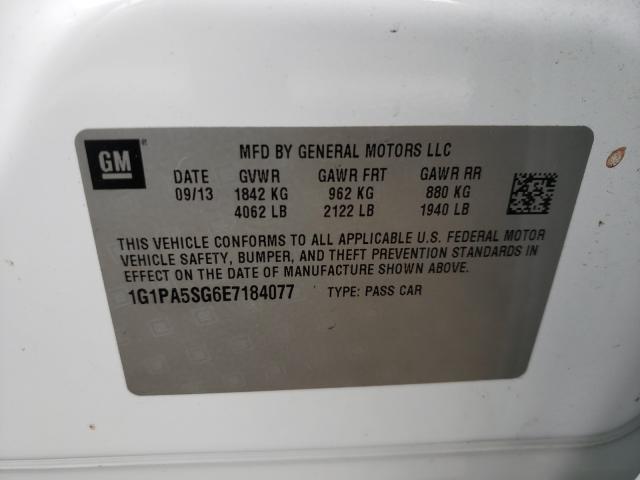 GM
MFD BY GENERAL MOTORS LLC
DATE GVWR GAWR FRT GAWR RR
09/13 1842 KG 962 KG 880 KG
4062 LB 2122 LB 1940 LB
THIS VEHICLE CONFORMS TO ALL APPLICABLE U.S. FEDERAL MOTOR
VEHICLE SAFETY, BUMPER, AND THEFT PREVENTION STANDARDS IN
EFFECT ON THE DATE OF MANUFACTURE SHOWN ABOVE.
1G1PA5SG6E7184077 TYPE: PASS CAR